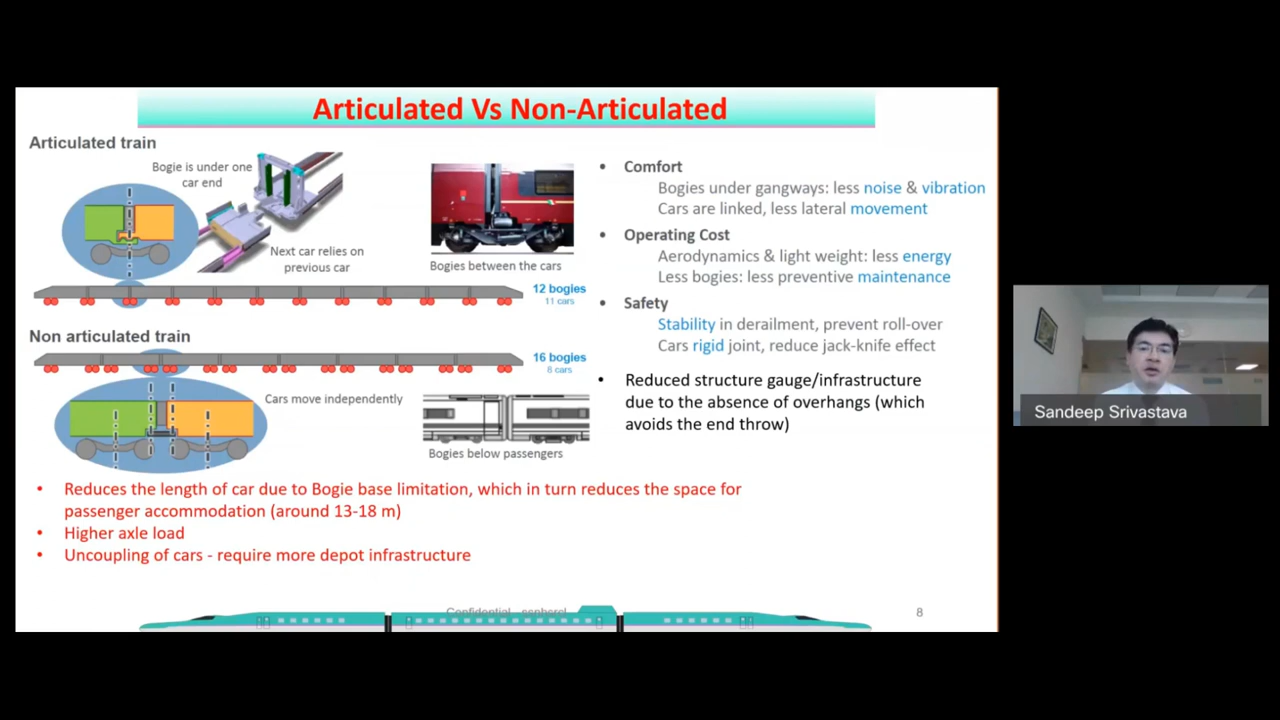 Articulated Vs Non-Articulated
Articulated train
Bogie is under one
car end
Next car relies on
previous car
Bogies between the cars
12 bogies
11 cars
Non articulated train
16 bogies
8 cars
Cars move independently
Bogies below passengers
• Comfort
Bogies under gangways: less noise & vibration
Cars are linked, less lateral movement
• Operating Cost
Aerodynamics & light weight: less energy
Less bogies: less preventive maintenance
• Safety
Stability in derailment, prevent roll-over
Cars rigid joint, reduce jack-knife effect
• Reduced structure gauge/infrastructure
due to the absence of overhangs (which
avoids the end throw)
• Reduces the length of car due to Bogie base limitation, which in turn reduces the space for
passenger accommodation (around 13-18 m)
• Higher axle load
• Uncoupling of cars - require more depot infrastructure
Confidential
8
Sandeep Srivastava